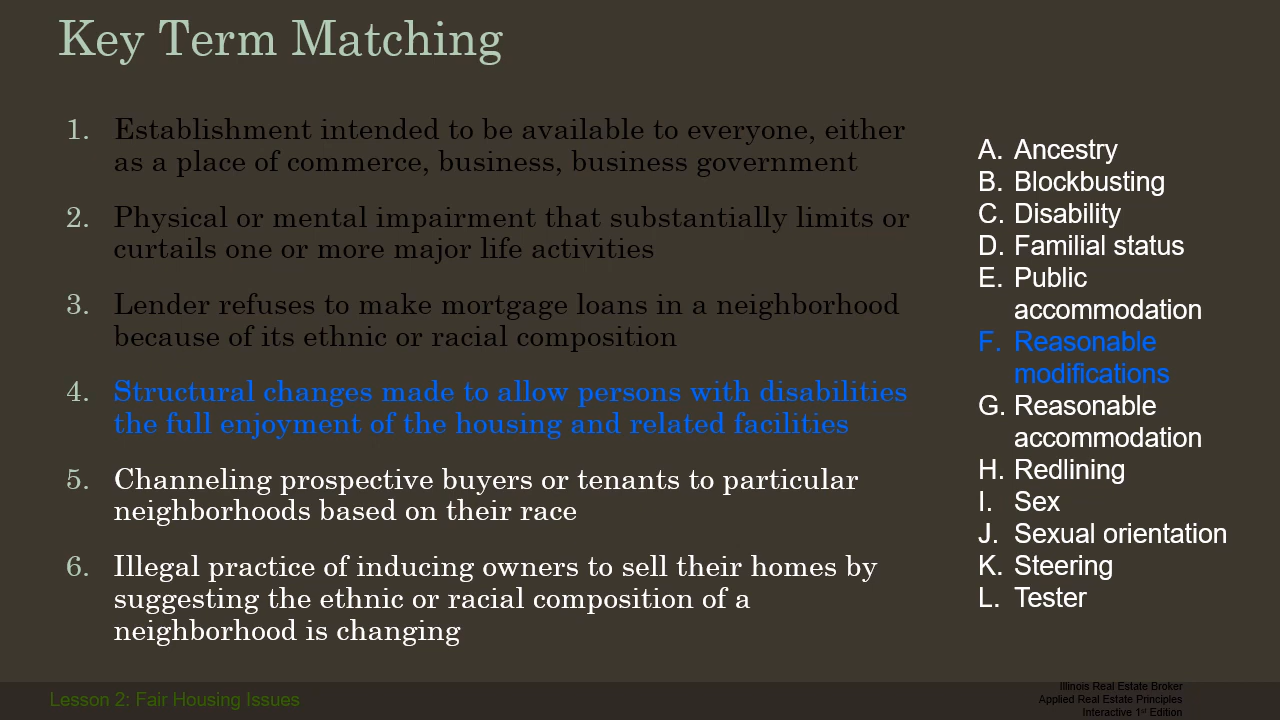 Key Term Matching
1. Establishment intended to be available to everyone, either
as a place of commerce, business, business government
2. Physical or mental impairment that substantially limits or
curtails one or more major life activities
3. Lender refuses to make mortgage loans in a neighborhood
because of its ethnic or racial composition
4. Structural changes made to allow persons with disabilities
the full enjoyment of the housing and related facilities
5. Channeling prospective buyers or tenants to particular
neighborhoods based on their race
6. Illegal practice of inducing owners to sell their homes by
suggesting the ethnic or racial composition of a
neighborhood is changing
A. Ancestry
B. Blockbusting
C. Disability
D. Familial status
E. Public
accommodation
F. Reasonable
modifications
G. Reasonable
accommodation
H. Redlining
I. Sex
J. Sexual orientation
K. Steering
L. Tester
Lesson 2: Fair Housing Issues
Illinois Real Estate Broker
Applied Real Estate Principles
Interactive 1st Edition